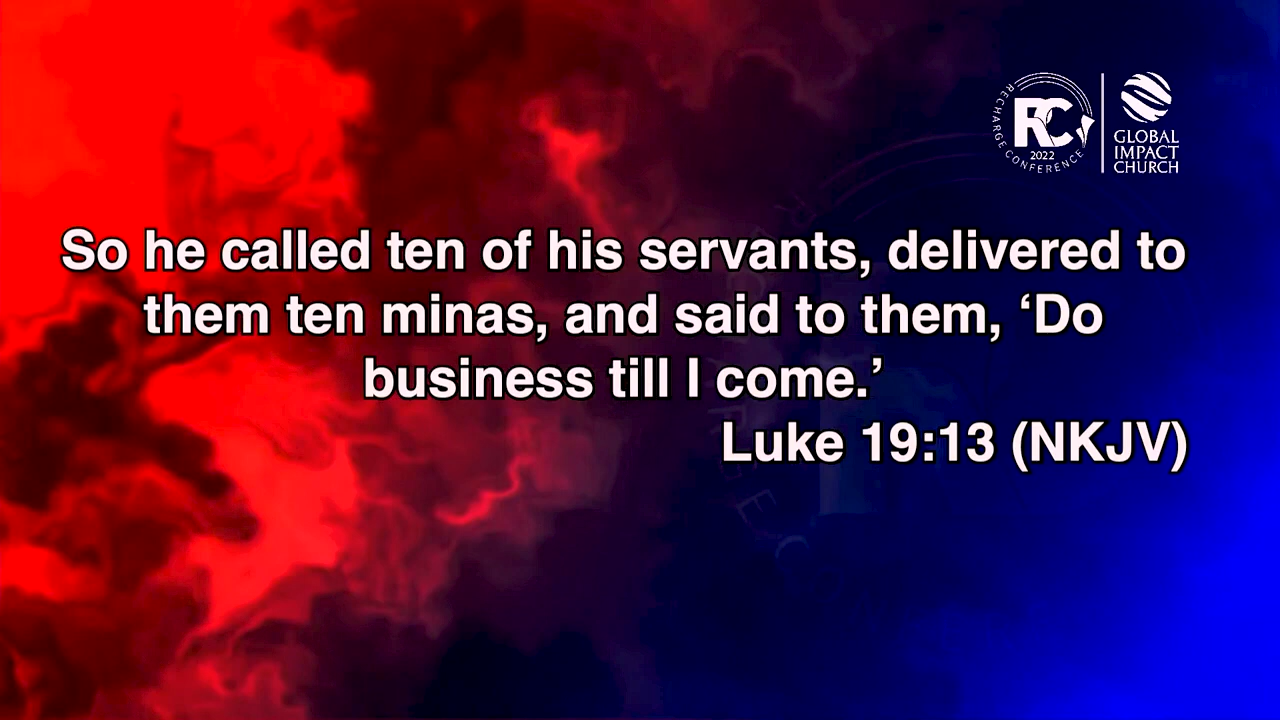 RECHARGE CONFERENCE
RC
2022
GLOBAL
IMPACT
CHURCH
So he called ten of his servants, delivered to
them ten minas, and said to them, ‘Do
business till I come.’
Luke 19:13 (NKJV)